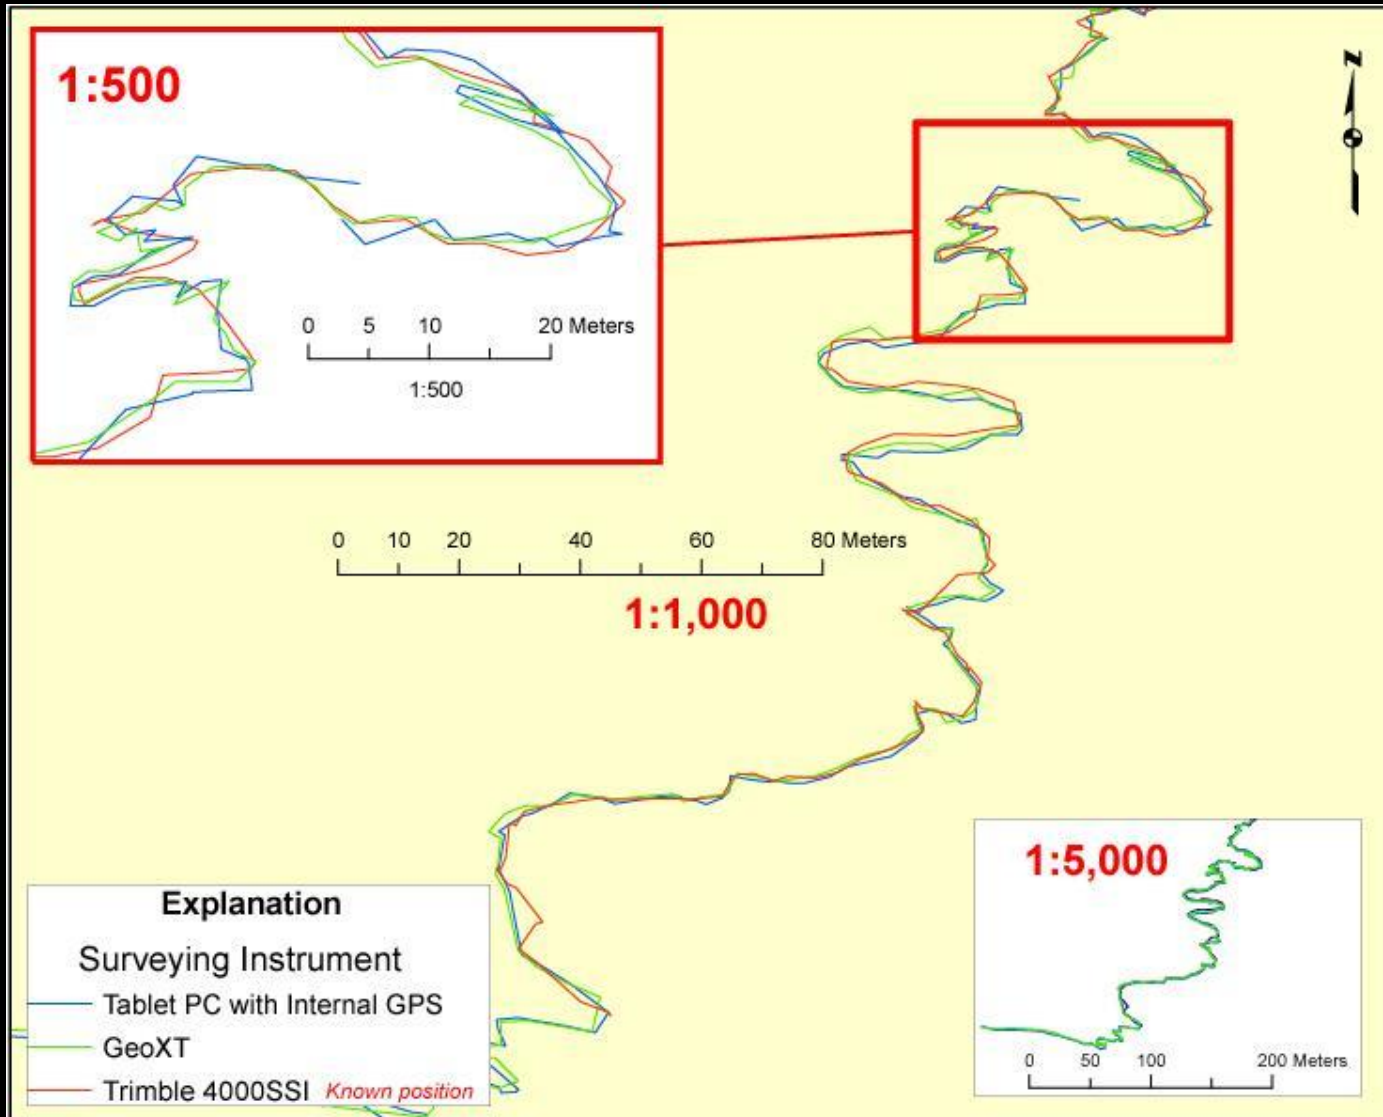 1:500
0 5 10 20 Meters
1:500
N
0 10 20 40 60 80 Meters
1:1,000
1:5,000
0 50 100 200 Meters
Explanation
Surveying Instrument
Tablet PC with Internal GPS
GeoXT
Trimble 4000SSI Known position